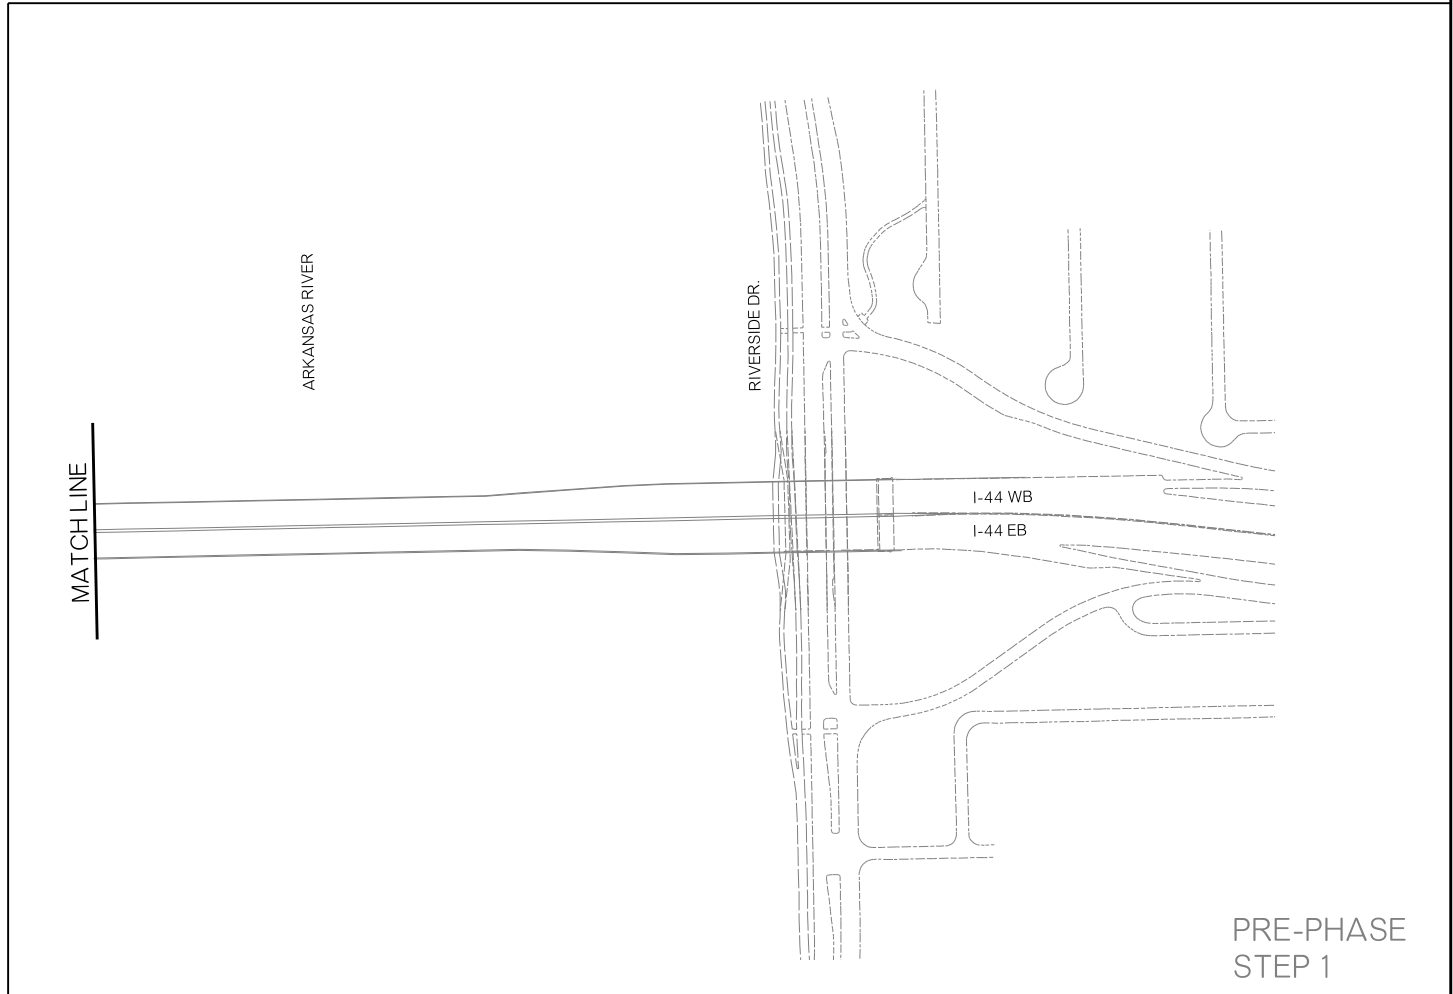 ARKANSAS RIVER
RIVERSIDE DR.
MATCH LINE
I-44 WB
I-44 EB
PRE-PHASE
STEP 1